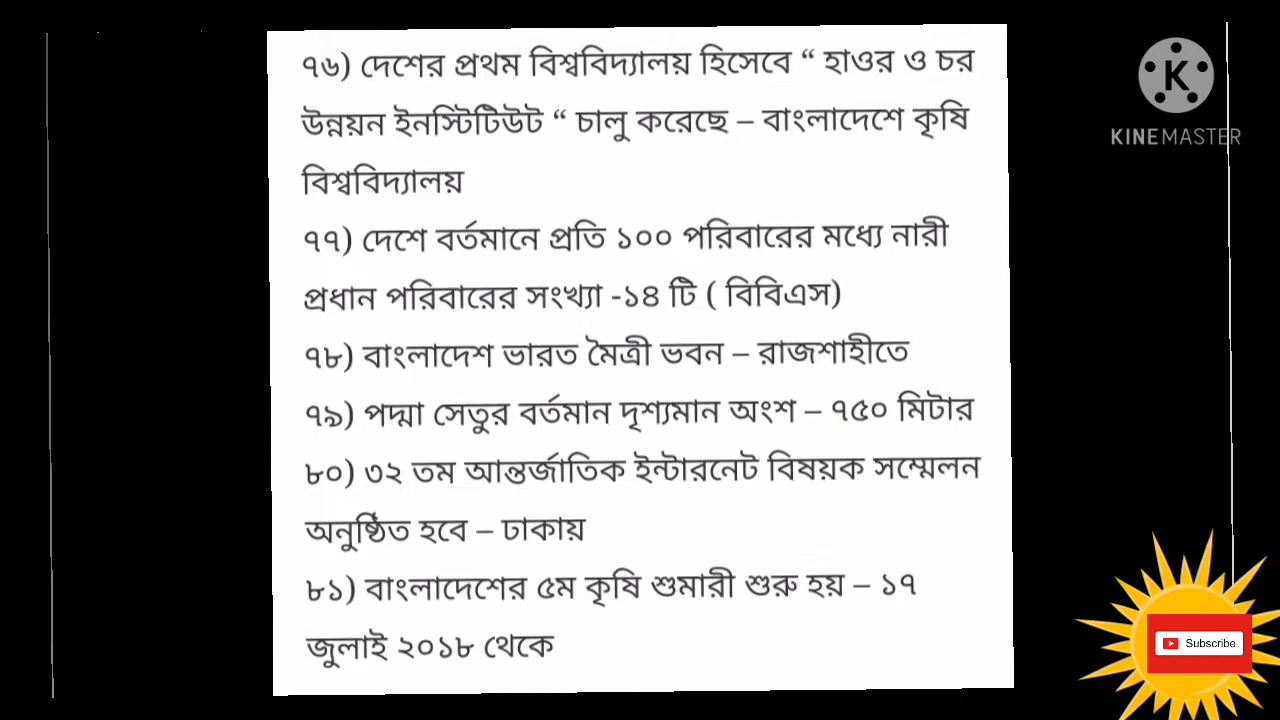 ৭৬) দেশের প্রথম বিশ্ববিদ্যালয় হিসেবে “ হাওর ও চর
উন্নয়ন ইনস্টিটিউট “ চালু করেছে – বাংলাদেশে কৃষি
বিশ্ববিদ্যালয়
৭৭) দেশে বর্তমানে প্রতি ১০০ পরিবারের মধ্যে নারী
প্রধান পরিবারের সংখ্যা -১৪ টি ( বিবিএস)
৭৮) বাংলাদেশ ভারত মৈত্রী ভবন – রাজশাহীতে
৭৯) পদ্মা সেতুর বর্তমান দৃশ্যমান অংশ – ৭৫০ মিটার
৮০) ৩২ তম আন্তর্জাতিক ইন্টারনেট বিষয়ক সম্মেলন
অনুষ্ঠিত হবে – ঢাকায়
৮১) বাংলাদেশের ৫ম কৃষি শুমারী শুরু হয় – ১৭
জুলাই ২০১৮ থেকে
K
KINEMASTER
Subscribe